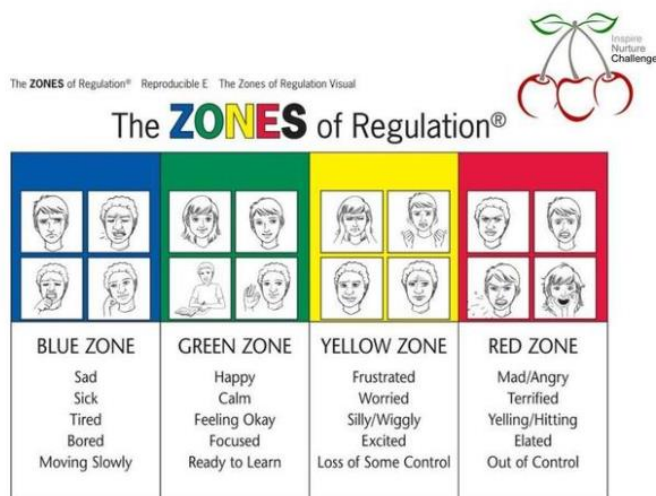 Inspire
Nurture
Challenge
The ZONES of Regulation® Reproducible E The Zones of Regulation Visual
The ZONES of Regulation®
BLUE ZONE
Sad
Sick
Tired
Bored
Moving Slowly
GREEN ZONE
Happy
Calm
Feeling Okay
Focused
Ready to Learn
YELLOW ZONE
Frustrated
Worried
Silly/Wiggly
Excited
Loss of Some Control
RED ZONE
Mad/Angry
Terrified
Yelling/Hitting
Elated
Out of Control